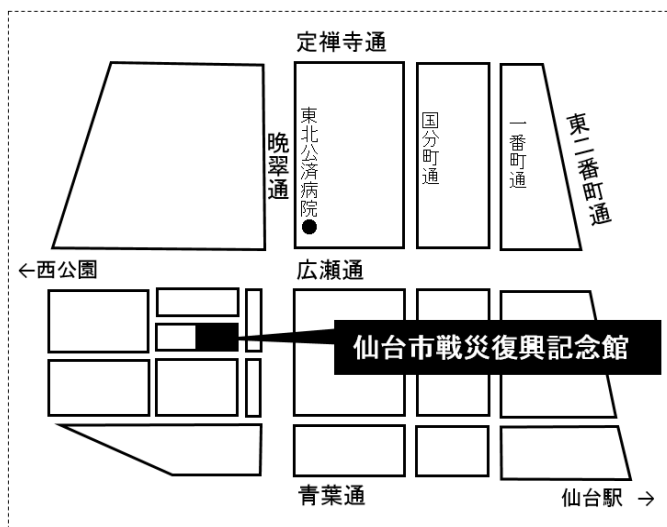 定禅寺通
晩翠通
東北公済病院
国分町通
一番町通
東二番町通
←西公園
広瀬通
仙台市戦災復興記念館
青葉通
仙台駅 →